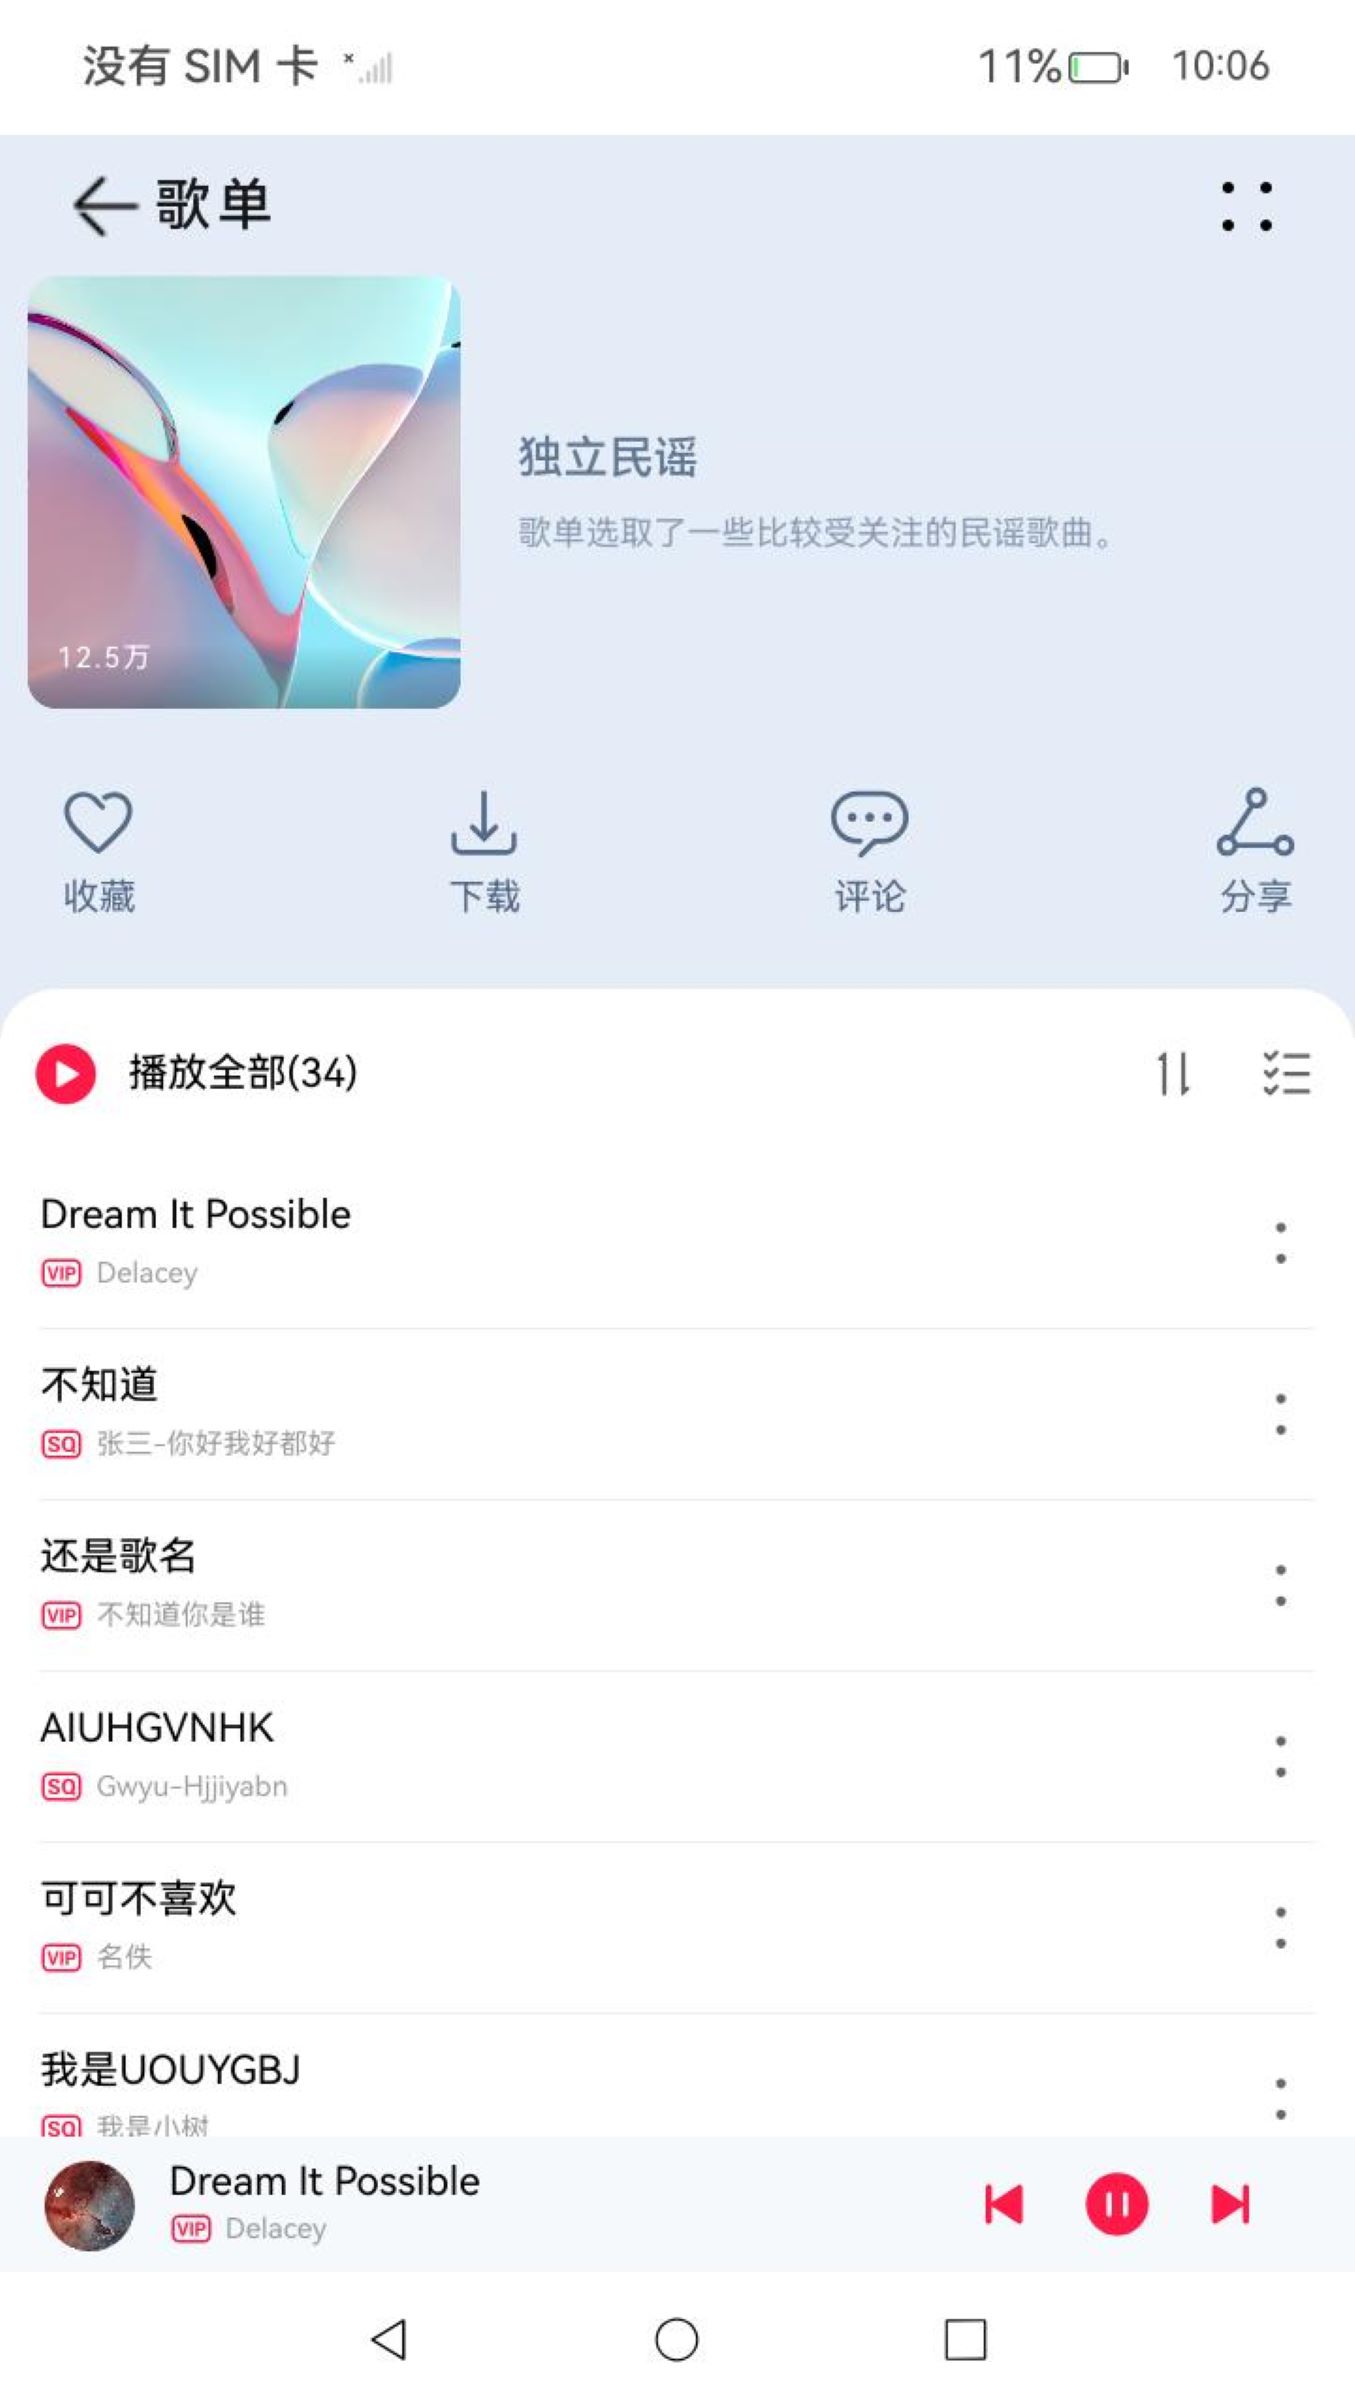 没有 SIM 卡
11%
10:06
歌单
独立民谣
歌单选取了一些比较受关注的民谣歌曲。
12.5万
收藏
下载
评论
分享
播放全部(34)
Dream It Possible
VIP Delacey
不知道
SQ 张三-你好我好都好
还是歌名
VIP 不知道你是谁
AIUHGVNHK
SQ Gwyu-Hjjiyabn
可可不喜欢
VIP 名佚
我是UOUYGBJ
SQ 我是小树
Dream It Possible
VIP Delacey